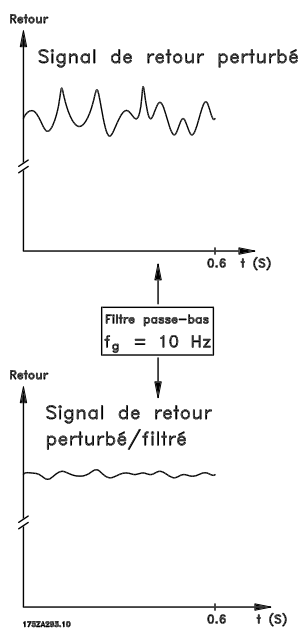 Retour
Signal de retour perturbé
0.6 t (S)
Filtre passe-bas
fg = 10 Hz
Retour
Signal de retour
perturbé/filtré
0.6 t (S)
175ZA293.10